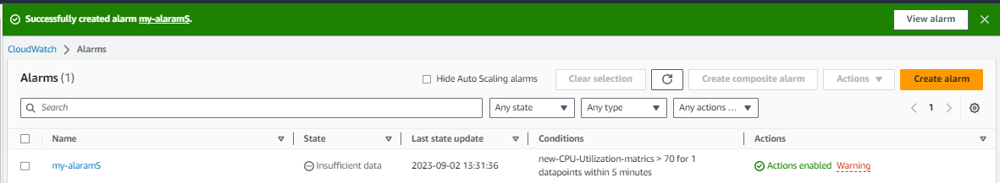 Successfully created alarm my-alaramS.
View alarm
CloudWatch
Alarms
Alarms (1)
Hide Auto Scaling alarms
Clear selection
Create composite alarm
Actions
Create alarm
Search
Any state
Any type
Any actions ...
1
Name
State
Last state update
Conditions
Actions
my-alaramS
Insufficient data
2023-09-02 13:31:36
new-CPU-Utilization-matrics > 70 for 1
datapoints within 5 minutes
Actions enabled
Warning